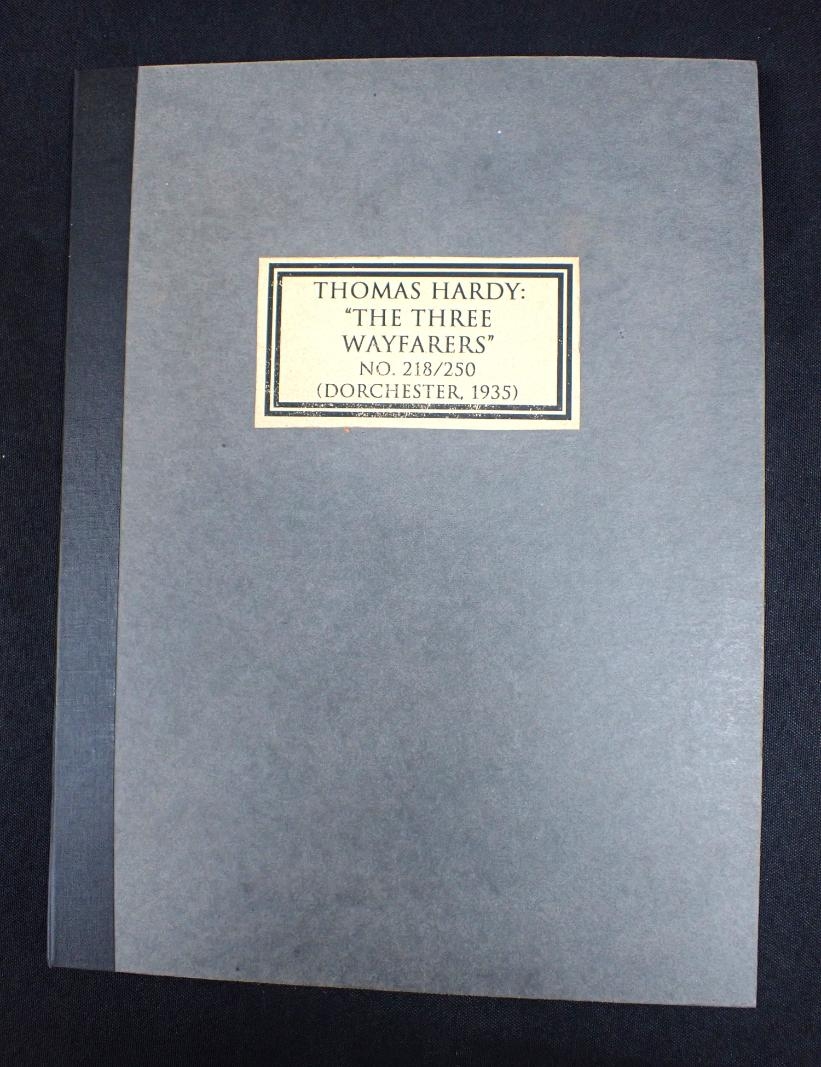 THOMAS HARDY:
“THE THREE
WAYFARERS”
NO. 218/250
(DORCHESTER, 1935)